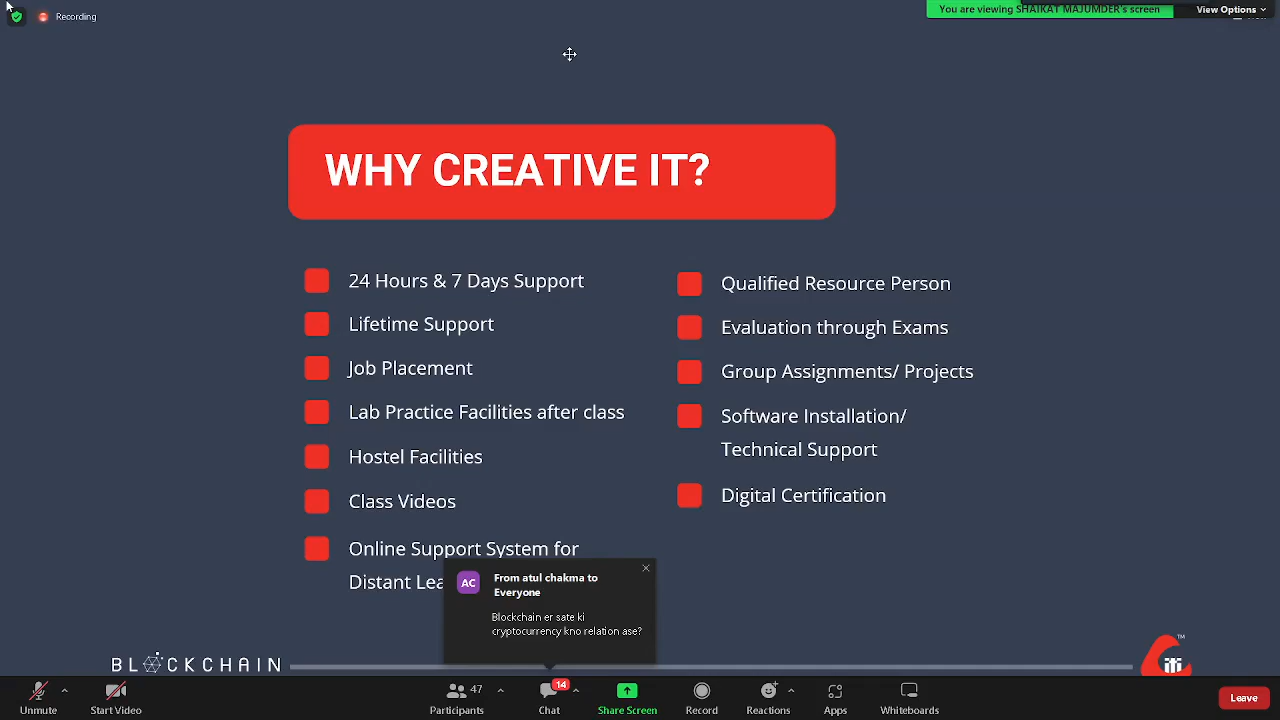 Recording
You are viewing SHAIKAT MAJUMDER's screen
View Options
WHY CREATIVE IT?
24 Hours & 7 Days Support
Lifetime Support
Job Placement
Lab Practice Facilities after class
Hostel Facilities
Class Videos
Online Support System for
Distant Lea
Qualified Resource Person
Evaluation through Exams
Group Assignments/ Projects
Software Installation/
Technical Support
Digital Certification
AC
From atul chakma to
Everyone
Blockchain er sate ki
cryptocurrency kno relation ase?
BLOCKCHAIN
TM
47
14
Unmute
Start Video
Participants
Chat
Share Screen
Record
Reactions
Apps
Whiteboards
Leave